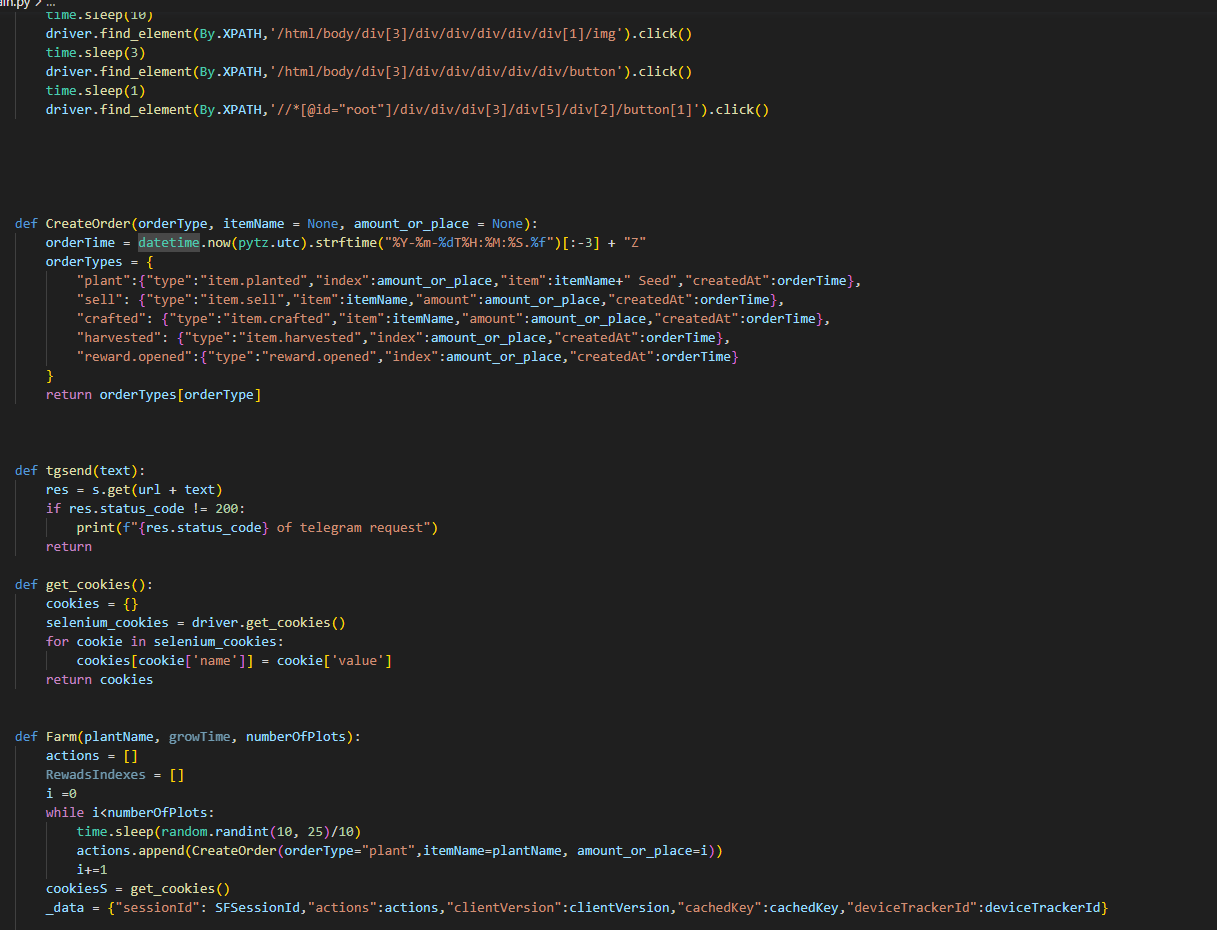 ain.py > ...
time.sleep(10)
driver.find_element(By.XPATH,'/html/body/div[3]/div/div/div/div/div[1]/img').click()
time.sleep(3)
driver.find_element(By.XPATH,'/html/body/div[3]/div/div/div/div/div/button').click()
time.sleep(1)
driver.find_element(By.XPATH,'//*[@id="root"]/div/div/div[3]/div[5]/div[2]/button[1]').click()
def CreateOrder(orderType, itemName = None, amount_or_place = None):
orderTime = datetime.now(pytz.utc).strftime("%Y-%m-%dT%H:%M:%S.%f")[:-3] + "Z"
orderTypes = {
"plant":{"type":"item.planted","index":amount_or_place,"item":itemName+" Seed","createdAt":orderTime},
"sell": {"type":"item.sell","item":itemName,"amount":amount_or_place,"createdAt":orderTime},
"crafted": {"type":"item.crafted","item":itemName,"amount":amount_or_place,"createdAt":orderTime},
"harvested": {"type":"item.harvested","index":amount_or_place,"createdAt":orderTime},
"reward.opened":{"type":"reward.opened","index":amount_or_place,"createdAt":orderTime}
}
return orderTypes[orderType]
def tgsend(text):
res = s.get(url + text)
if res.status_code != 200:
print(f"{res.status_code} of telegram request")
return
def get_cookies():
cookies = {}
selenium_cookies = driver.get_cookies()
for cookie in selenium_cookies:
cookies[cookie['name']] = cookie['value']
return cookies
def Farm(plantName, growTime, numberOfPlots):
actions = []
RewadsIndexes = []
i =0
while i<numberOfPlots:
time.sleep(random.randint(10, 25)/10)
actions.append(CreateOrder(orderType="plant",itemName=plantName, amount_or_place=i))
i+=1
cookiesS = get_cookies()
_data = {"sessionId": SFSessionId,"actions":actions,"clientVersion":clientVersion,"cachedKey":cachedKey,"deviceTrackerId":deviceTrackerId}